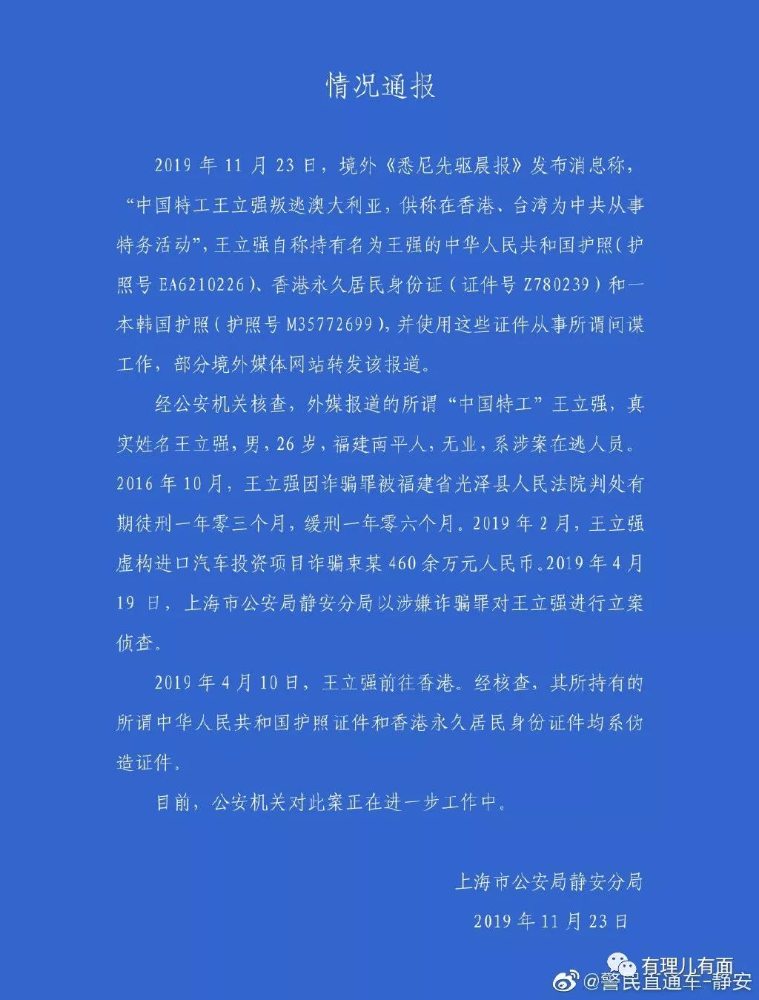 情况通报
2019 年 11 月 23 日，境外《悉尼先驱晨报》发布消息称，
“中国特工王立强叛逃澳大利亚，供称在香港、台湾为中共从事
特务活动”，王立强自称持有名为王强的中华人民共和国护照（护
照号 EA6210226）、香港永久居民身份证（证件号 Z780239）和一
本韩国护照（护照号 M35772699），并使用这些证件从事所谓间谍
工作，部分境外媒体网站转发该报道。
经公安机关核查，外媒报道的所谓“中国特工”王立强，真
实姓名王立强，男，26 岁，福建南平人，无业，系涉案在逃人员。
2016 年 10 月，王立强因诈骗罪被福建省光泽县人民法院判处有
期徒刑一年零三个月，缓刑一年零六个月。2019 年 2 月，王立强
虚构进口汽车投资项目诈骗束某 460 余万元人民币。2019 年 4 月
19 日，上海市公安局静安分局以涉嫌诈骗罪对王立强进行立案
侦查。
2019 年 4 月 10 日，王立强前往香港。经核查，其所持有的
所谓中华人民共和国护照证件和香港永久居民身份证件均系伪
造证件。
目前，公安机关对此案正在进一步工作中。
上海市公安局静安分局
2019 年 11 月 23 日
有理儿有面
@警民直通车-静安